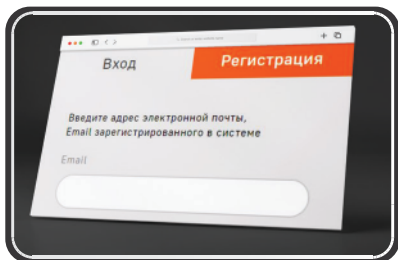 Вход
Регистрация
Введите адрес электронной почты,
Email зарегистрированного в системе
Email